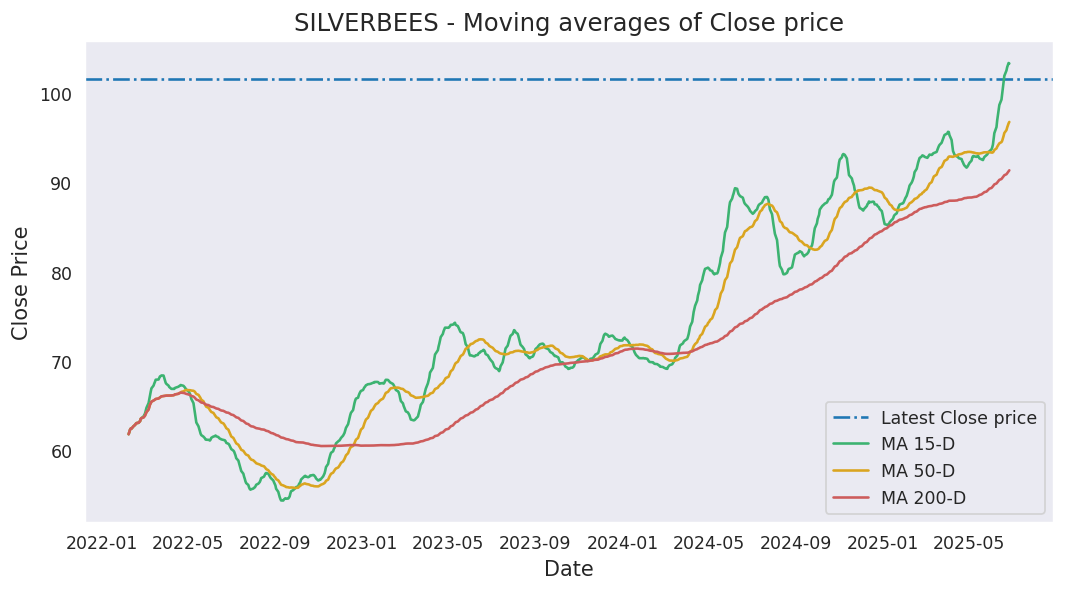 SILVERBEES - Moving averages of Close price
Close Price
100
90
80
70
60
Latest Close price
MA 15-D
MA 50-D
MA 200-D
2022-01 2022-05 2022-09 2023-01 2023-05 2023-09 2024-01 2024-05 2024-09 2025-01 2025-05
Date